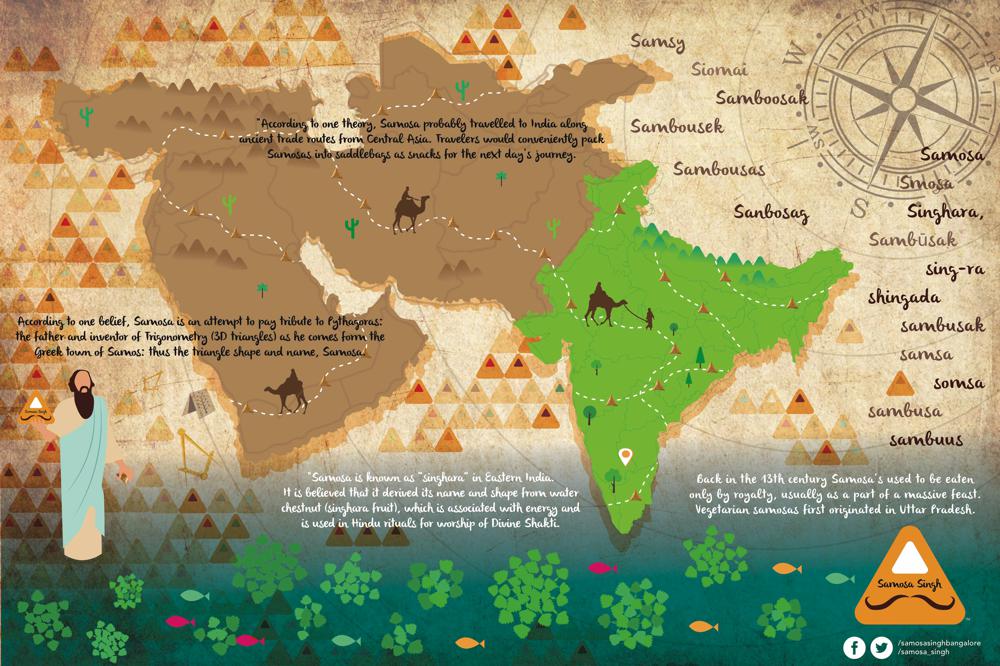 Samsy
Siomai
Samboosak
Sambousek
Sambousas
Sanbosag
Samosa
Smosa
Singhara,
Sambūsak
sing-ra
shingada
sambusak
samsa
somsa
sambusa
sambuus
nw
W
sw
S
ne
"According to one theory, Samosa probably travelled to India along
ancient trade routes from Central Asia. Travelers would conveniently pack
Samosas into saddlebags as snacks for the next day's journey.
According to one belief, Samosa is an attempt to pay tribute to Pythagoras:
the father and inventor of Trigonometry (3D triangles) as he comes form the
Greek town of Samos: thus the triangle shape and name, Samosa.
Samosa Singh
"Samosa is known as "singhara" in Eastern India.
It is believed that it derived its name and shape from water
chestnut (singhara fruit), which is associated with energy and
is used in Hindu rituals for worship of Divine Shakti.
Back in the 13th century Samosa's used to be eaten
only by royalty, usually as a part of a massive feast.
Vegetarian samosas first originated in Uttar Pradesh.
Samosa Singh
TM
/samosasinghbangalore
/samosa_singh